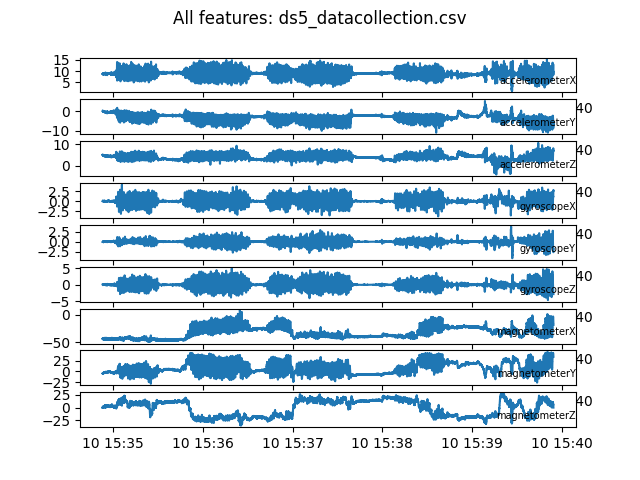 All features: ds5_datacollection.csv
15
10
5
accelerometerX
0
−10
40
accelerometerY
10
0
40
accelerometerZ
2.5
0.0
−2.5
40
gyroscopeX
2.5
0.0
−2.5
40
gyroscopeY
5
0
−5
40
gyroscopeZ
0
−50
40
magnetometerX
25
0
−25
40
magnetometerY
25
0
−25
40
magnetometerZ
10 15:35 10 15:36 10 15:37 10 15:38 10 15:39 10 15:40